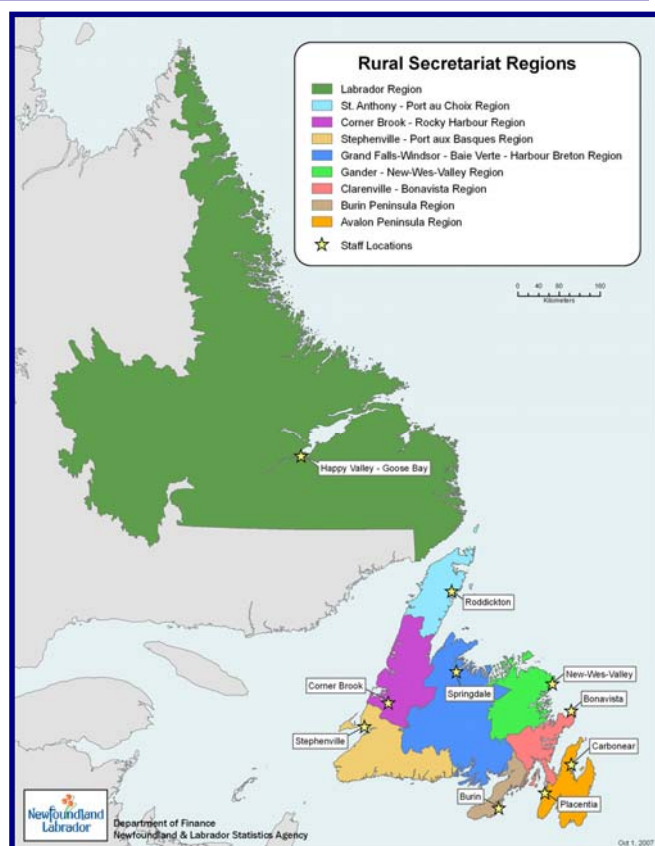 Rural Secretariat Regions
Labrador Region
St. Anthony - Port au Choix Region
Corner Brook - Rocky Harbour Region
Stephenville - Port aux Basques Region
Grand Falls-Windsor - Baie Verte - Harbour Breton Region
Gander - New-Wes-Valley Region
Clarenville - Bonavista Region
Burin Peninsula Region
Avalon Peninsula Region
Staff Locations
0 40 80 160
Kilometers
Happy Valley - Goose Bay
Roddickton
New-Wes-Valley
Corner Brook
Springdale
Bonavista
Stephenville
Carbonear
Burin
Placentia
Newfoundland
Labrador
Department of Finance
Newfoundland & Labrador Statistics Agency
Oct 1, 2007